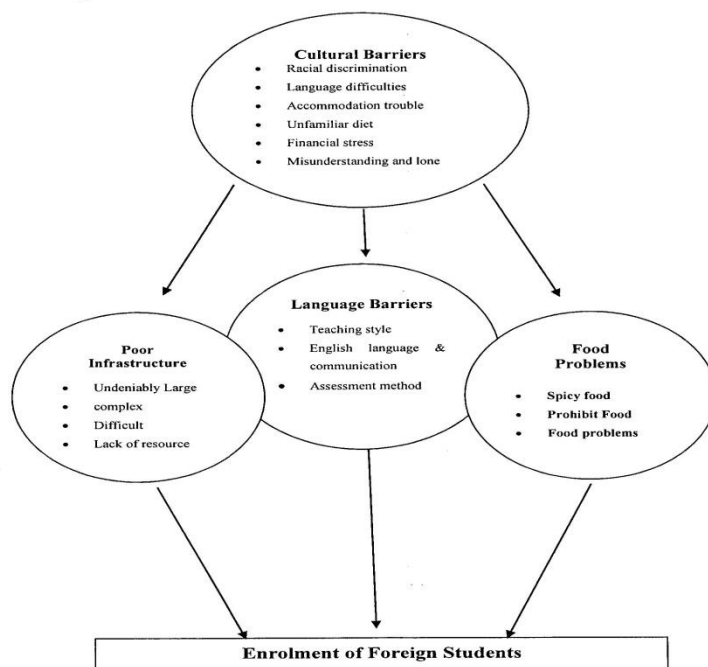 Cultural Barriers
• Racial discrimination
• Language difficulties
• Accommodation trouble
• Unfamiliar diet
• Financial stress
• Misunderstanding and lone
Language Barriers
• Teaching style
• English language &
communication
• Assessment method
Poor
Infrastructure
• Undeniably Large
• complex
• Difficult
• Lack of resource
Food
Problems
• Spicy food
• Prohibit Food
• Food problems
Enrolment of Foreign Students